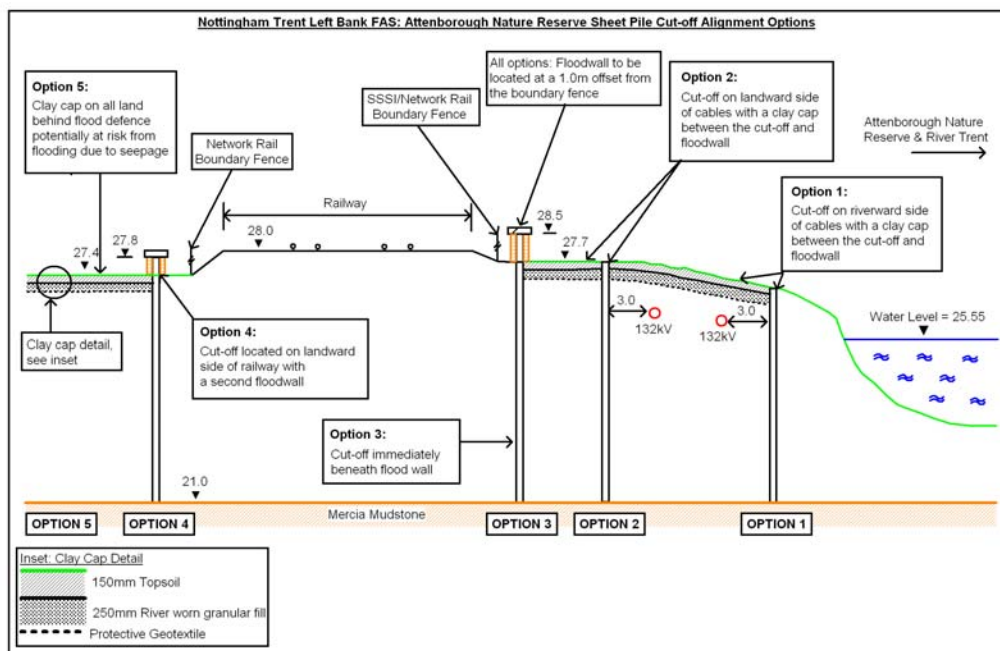 Nottingham Trent Left Bank FAS: Attenborough Nature Reserve Sheet Pile Cut-off Alignment Options
Option 5:
Clay cap on all land
behind flood defence
potentially at risk from
flooding due to seepage
Network Rail
Boundary Fence
SSSI/Network Rail
Boundary Fence
All options: Floodwall to be
located at a 1.0m offset from
the boundary fence
Option 2:
Cut-off on landward side
of cables with a clay cap
between the cut-off and
floodwall
Attenborough Nature
Reserve & River Trent
Option 1:
Cut-off on riverward side
of cables with a clay cap
between the cut-off and
floodwall
Railway
27.4
27.8
28.0
28.5
27.7
3.0
132kV
3.0
132kV
Water Level = 25.55
Clay cap detail,
see inset
Option 4:
Cut-off located on landward
side of railway with
a second floodwall
Option 3:
Cut-off immediately
beneath flood wall
21.0
Mercia Mudstone
OPTION 5
OPTION 4
OPTION 3
OPTION 2
OPTION 1
Inset: Clay Cap Detail
150mm Topsoil
250mm River worn granular fill
Protective Geotextile